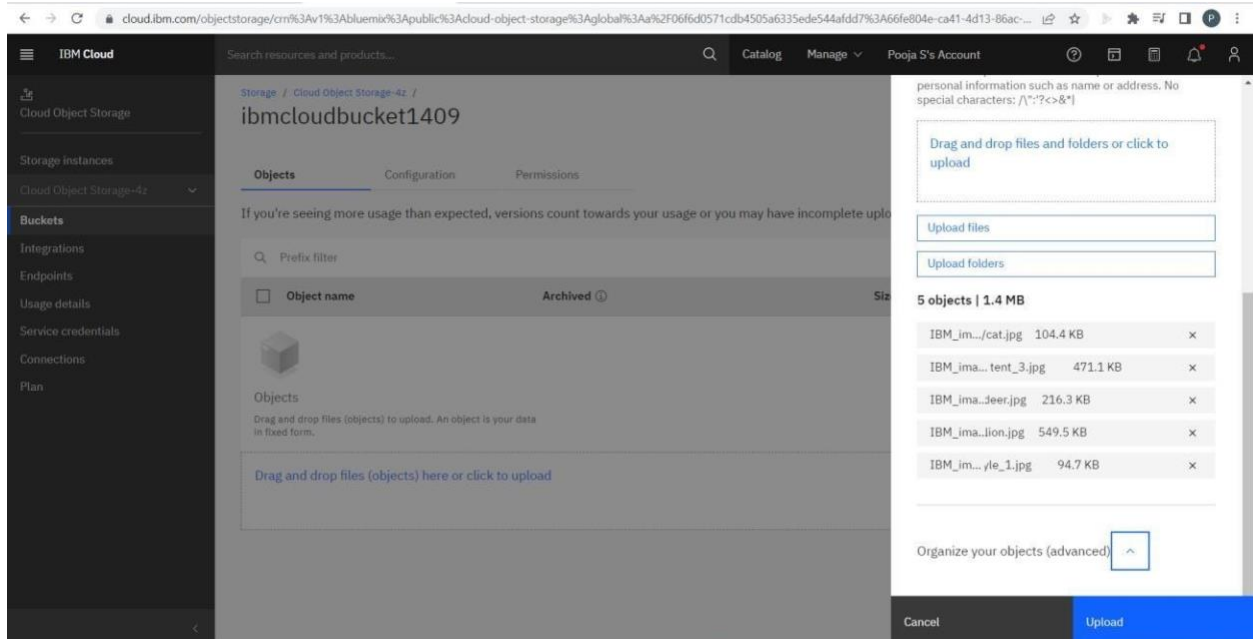 cloud.ibm.com/objectstorage/crn%3Av1%3Abluemix%3Apublic%3Acloud-object-storage%3Aglobal%3Aa%2F06f6d0571cdb4505a6335ede544afdd7%3A66fe804e-ca41-4d13-86ac-...
P
IBM Cloud
Search resources and products...
Catalog
Manage
Pooja S's Account
Cloud Object Storage
Storage instances
Cloud Object Storage-4z
Buckets
Integrations
Endpoints
Usage details
Service credentials
Connections
Plan
Storage / Cloud Object Storage-4z /
ibmcloudbucket1409
Objects
Configuration
Permissions
If you're seeing more usage than expected, versions count towards your usage or you may have incomplete uplo
Prefix filter
Object name
Archived
Siz
Objects
Drag and drop files (objects) to upload. An object is your data
in fixed form.
Drag and drop files (objects) here or click to upload
personal information such as name or address. No
special characters: /\":'?<>&*|
Drag and drop files and folders or click to
upload
Upload files
Upload folders
5 objects | 1.4 MB
IBM_im.../cat.jpg 104.4 KB
IBM_ima... tent_3.jpg 471.1 KB
IBM_ima...deer.jpg 216.3 KB
IBM_ima...lion.jpg 549.5 KB
IBM_im... yle_1.jpg 94.7 KB
Organize your objects (advanced)
Cancel
Upload